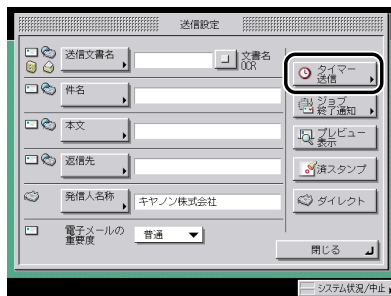 送信設定
送信文書名
文書名
OCR
タイマー
送信
件名
ジョブ
終了通知
本文
プレビュー
表示
返信先
済スタンプ
発信人名称
キヤノン株式会社
ダイレクト
電子メールの
重要度
普通
閉じる
システム状況/中止